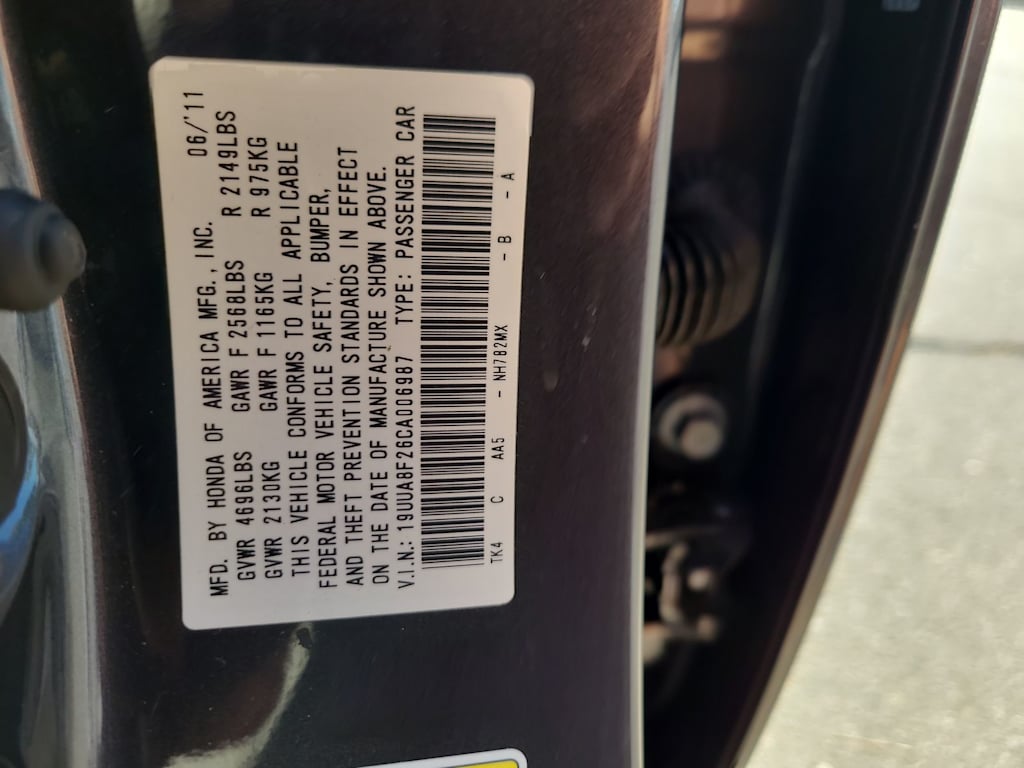 MFD. BY HONDA OF AMERICA MFG., INC. 06/'11
GVWR 4696LBS GAWR F 2568LBS R 2149LBS
GVWR 2130KG GAWR F 1165KG R 975KG
THIS VEHICLE CONFORMS TO ALL APPLICABLE
FEDERAL MOTOR VEHICLE SAFETY, BUMPER,
AND THEFT PREVENTION STANDARDS IN EFFECT
ON THE DATE OF MANUFACTURE SHOWN ABOVE.
V.I.N.: 19UUA8F26CA006987 TYPE: PASSENGER CAR
TK4 C AA5 - NH782MX - B - A